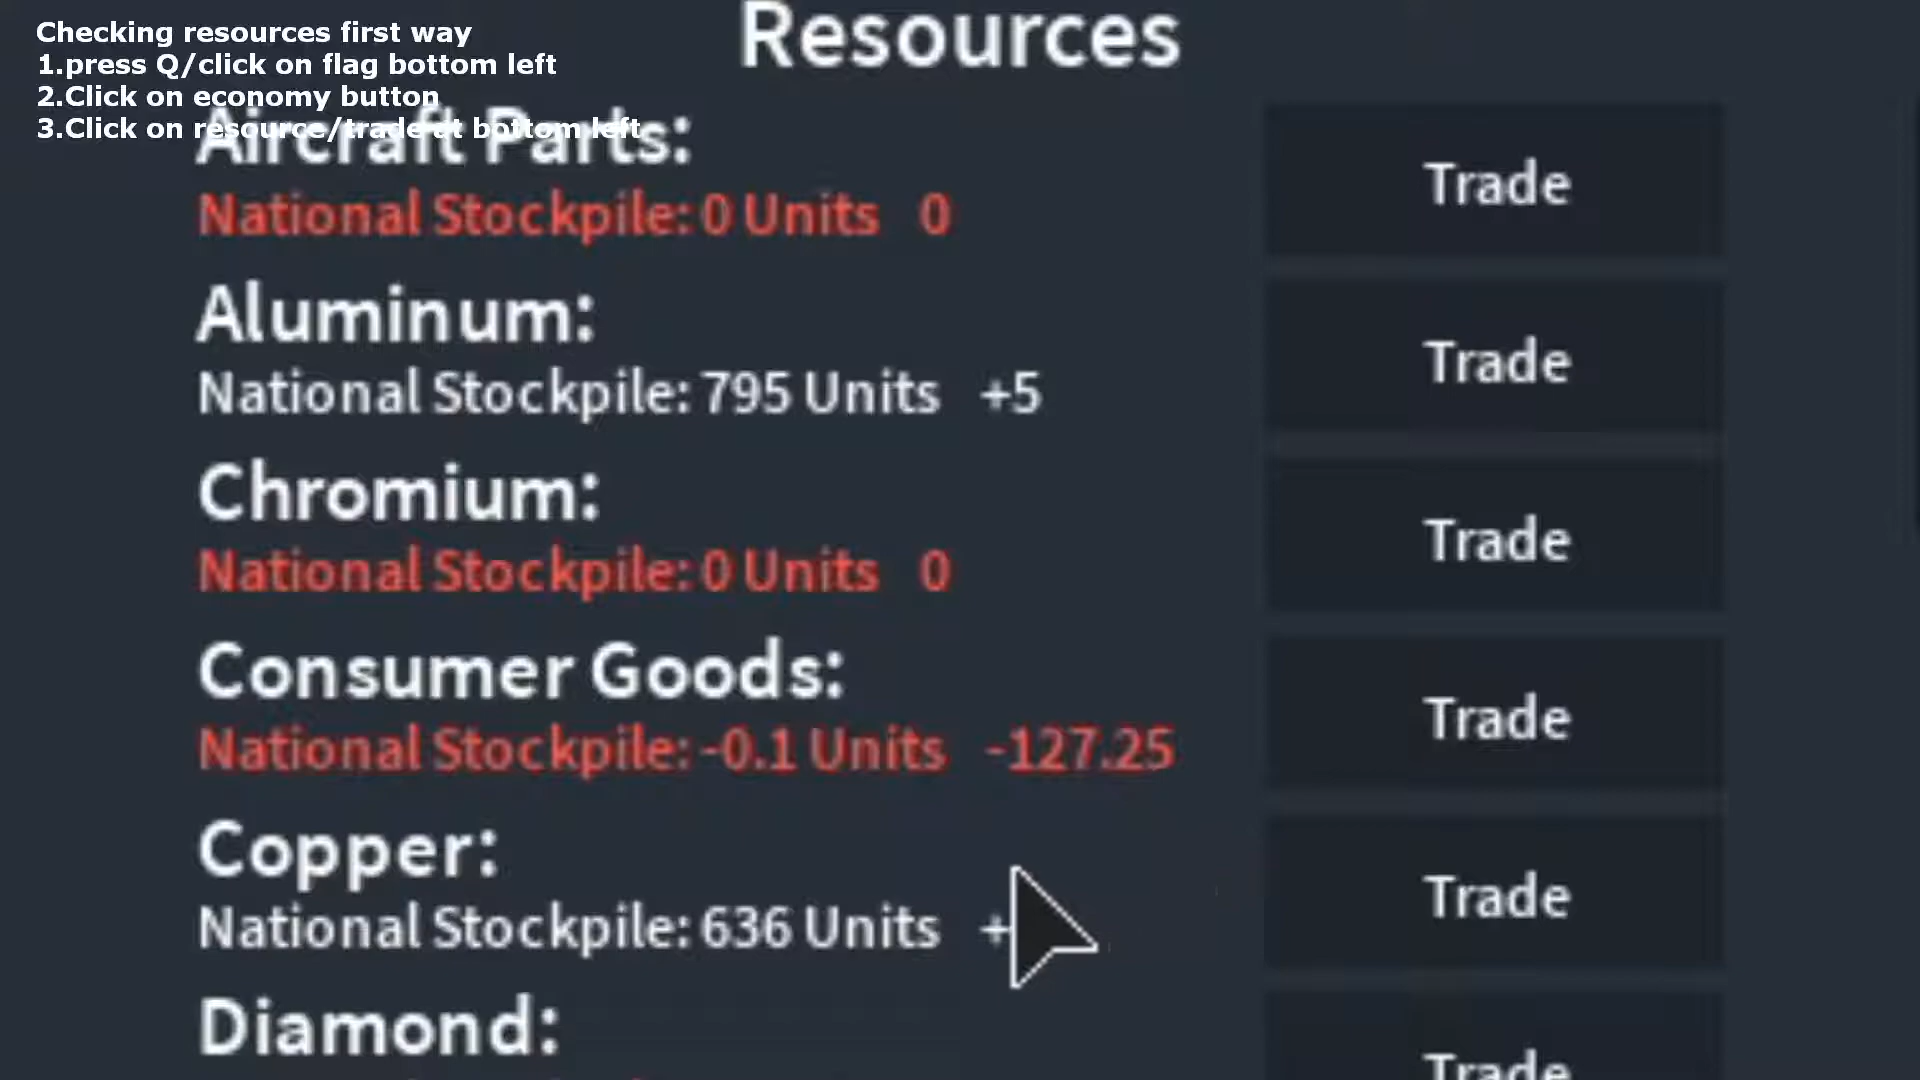 Resources
Checking resources first way
1.press Q/click on flag bottom left
2.Click on economy button
3.Click on resource/trade at bottom left
Aircraft Parts:
National Stockpile: 0 Units 0
Trade
Aluminum:
National Stockpile: 795 Units +5
Trade
Chromium:
National Stockpile: 0 Units 0
Trade
Consumer Goods:
National Stockpile: -0.1 Units -127.25
Trade
Copper:
National Stockpile: 636 Units +
Trade
Diamond:
Trade